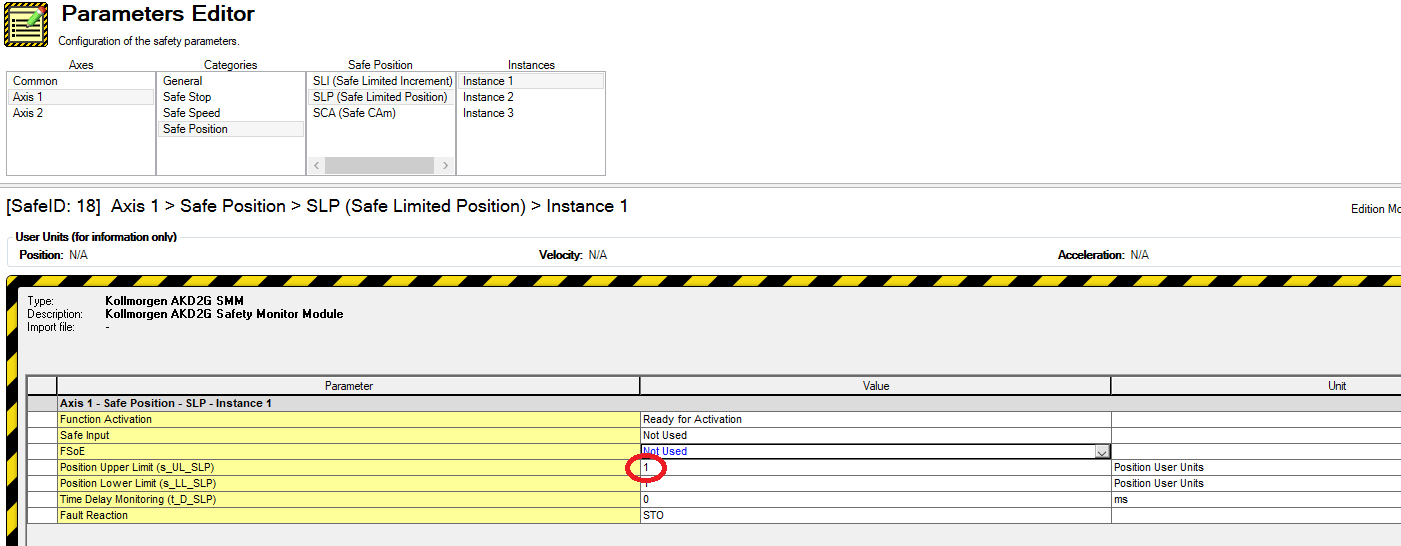 Parameters Editor
Configuration of the safety parameters.
Axes Categories Safe Position Instances
Common General SLI (Safe Limited Increment) Instance 1
Axis 1 Safe Stop SLP (Safe Limited Position) Instance 2
Axis 2 Safe Speed SCA (Safe CAm) Instance 3
Safe Position
[SafeID: 18] Axis 1 > Safe Position > SLP (Safe Limited Position) > Instance 1
Edition Mo
User Units (for information only)
Position: N/A Velocity: N/A Acceleration: N/A
Type: Kollmorgen AKD2G SMM
Description: Kollmorgen AKD2G Safety Monitor Module
Import file: -
Parameter Value Unit
Axis 1 - Safe Position - SLP - Instance 1
Function Activation Ready for Activation
Safe Input Not Used
FSoE Not Used
Position Upper Limit (s_UL_SLP) 1 Position User Units
Position Lower Limit (s_LL_SLP) Position User Units
Time Delay Monitoring (t_D_SLP) 0 ms
Fault Reaction STO